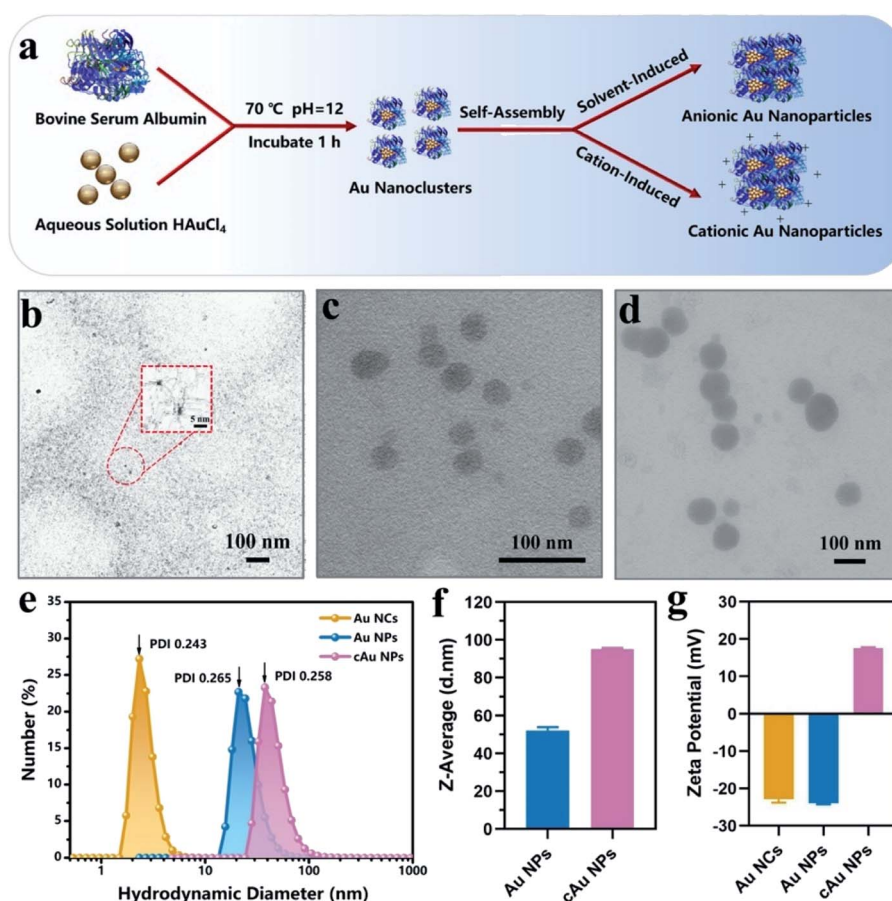 a
Bovine Serum Albumin
Aqueous Solution HAuCl₄
70 ℃ pH=12
Incubate 1 h
Au Nanoclusters
Self-Assembly
Solvent-Induced
Cation-Induced
Anionic Au Nanoparticles
+ + + + + + + +
Cationic Au Nanoparticles
b
5 nm
100 nm
c
100 nm
d
100 nm
e
35
30
25
20
15
10
5
0
Number (%)
Au NCs
Au NPs
cAu NPs
PDI 0.243
PDI 0.265
PDI 0.258
1 10 100 1000
Hydrodynamic Diameter (nm)
f
120
100
80
60
40
20
0
Z-Average (d.nm)
Au NPs
cAu NPs
g
30
20
10
0
-10
-20
-30
Zeta Potential (mV)
Au NCs
Au NPs
cAu NPs